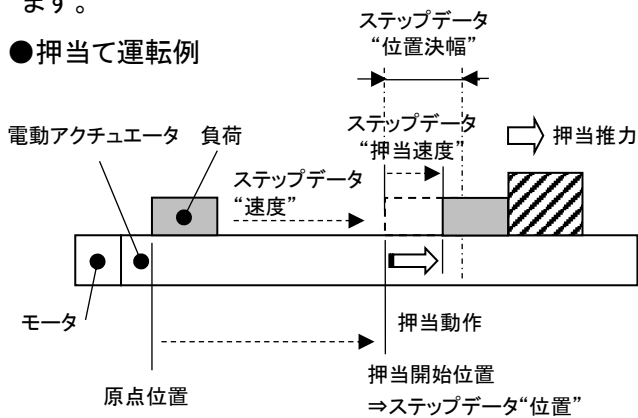 ます。
●押当て運転例
ステップデータ
“位置決幅”
電動アクチュエータ 負荷
ステップデータ
“押当速度”
押当推力
ステップデータ
“速度”
モータ
押当動作
原点位置
押当開始位置
⇒ステップデータ“位置”